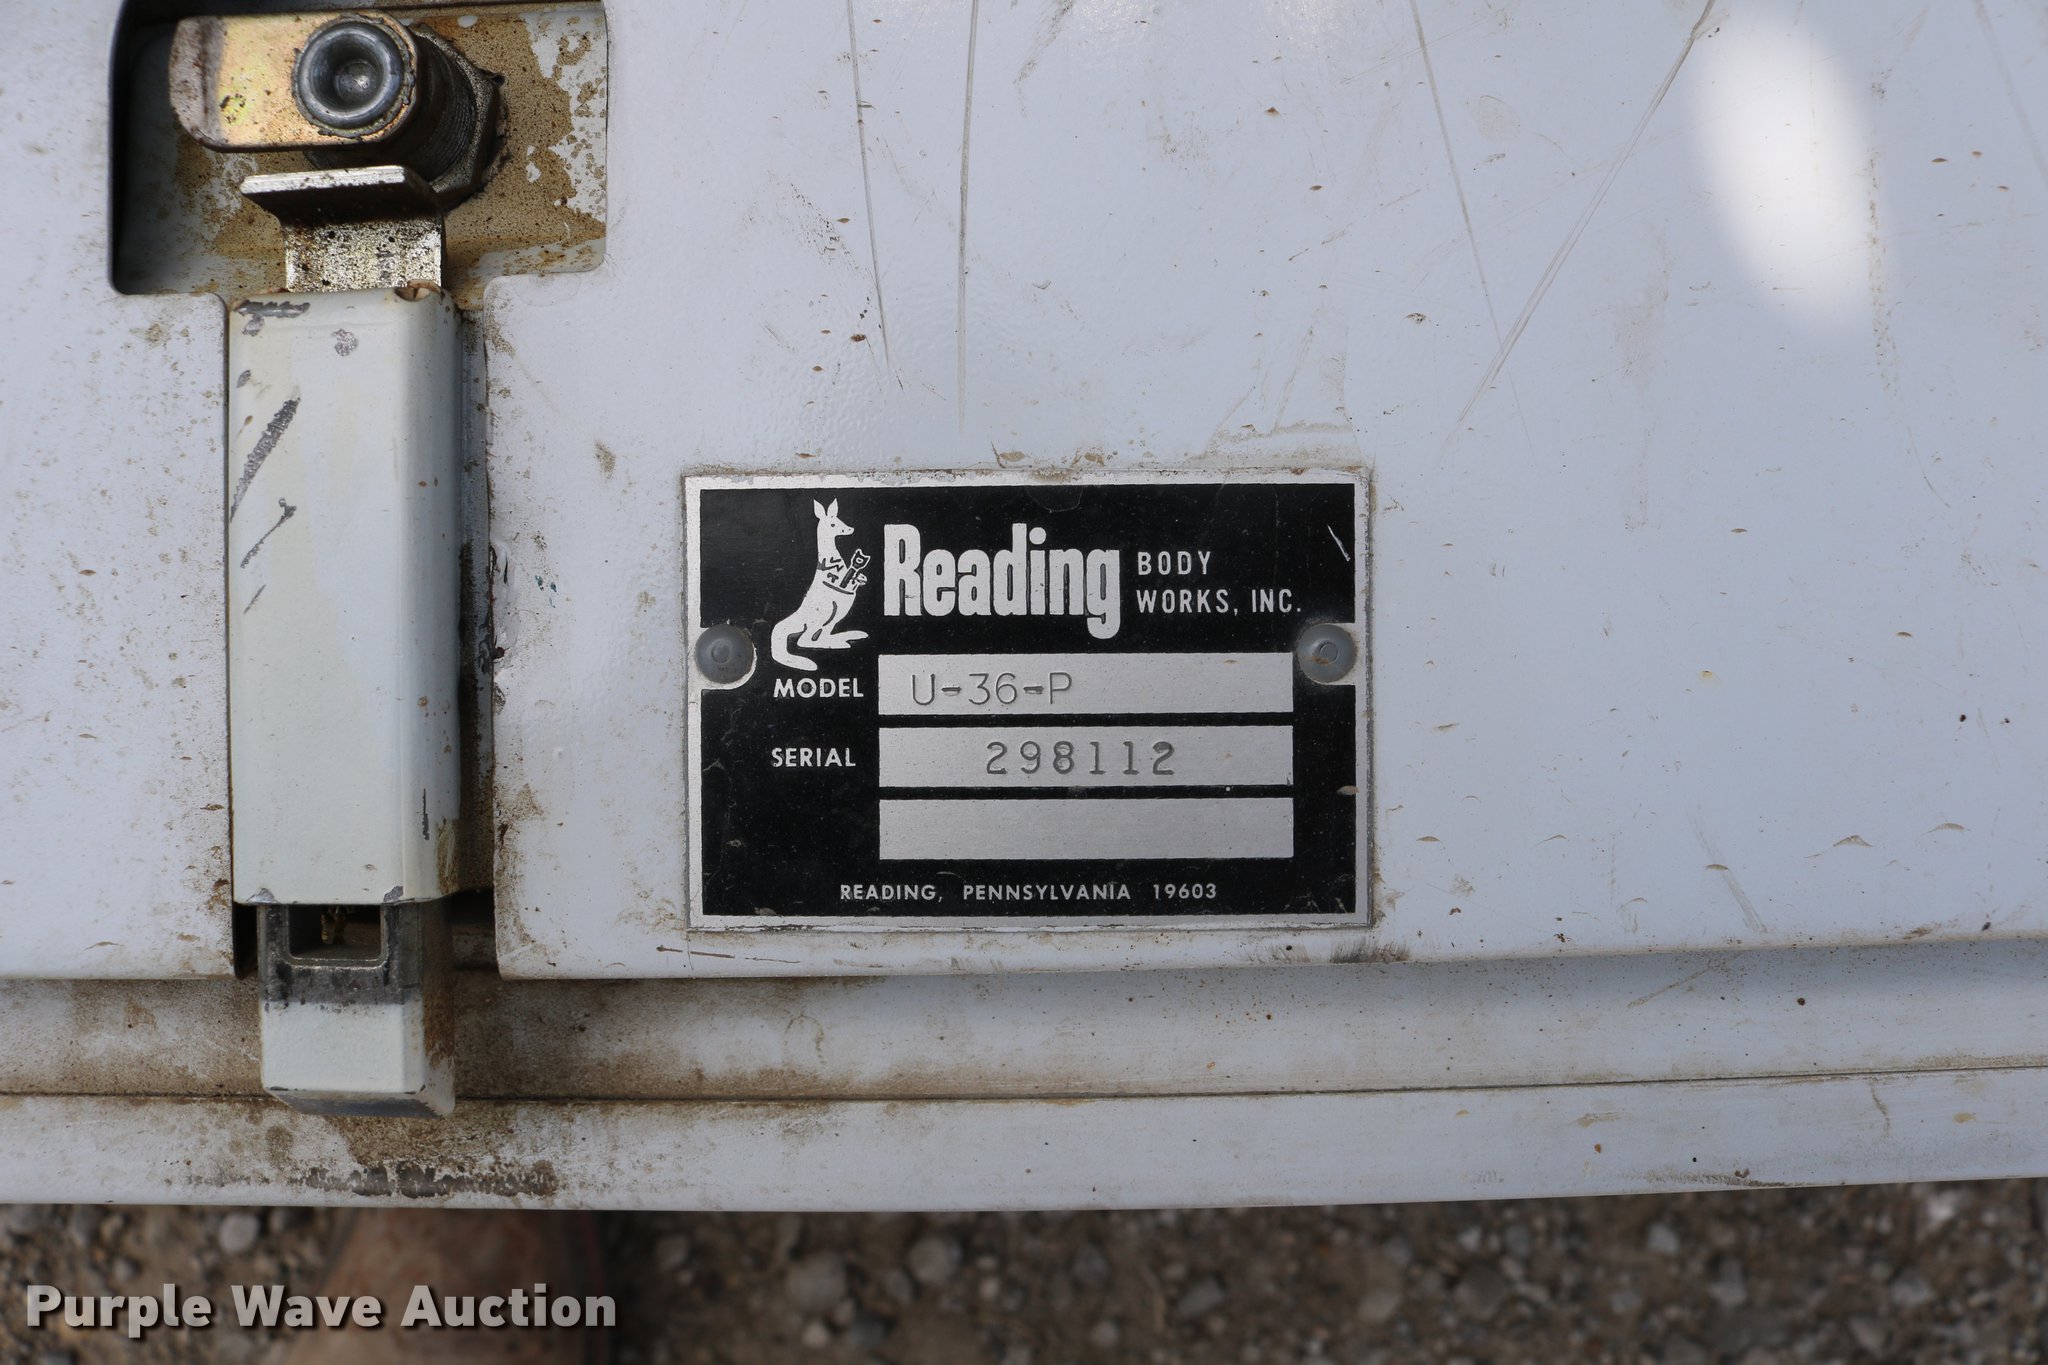 Reading BODY
WORKS, INC.
MODEL U-36-P
SERIAL 298112
READING, PENNSYLVANIA 19603
Purple Wave Auction